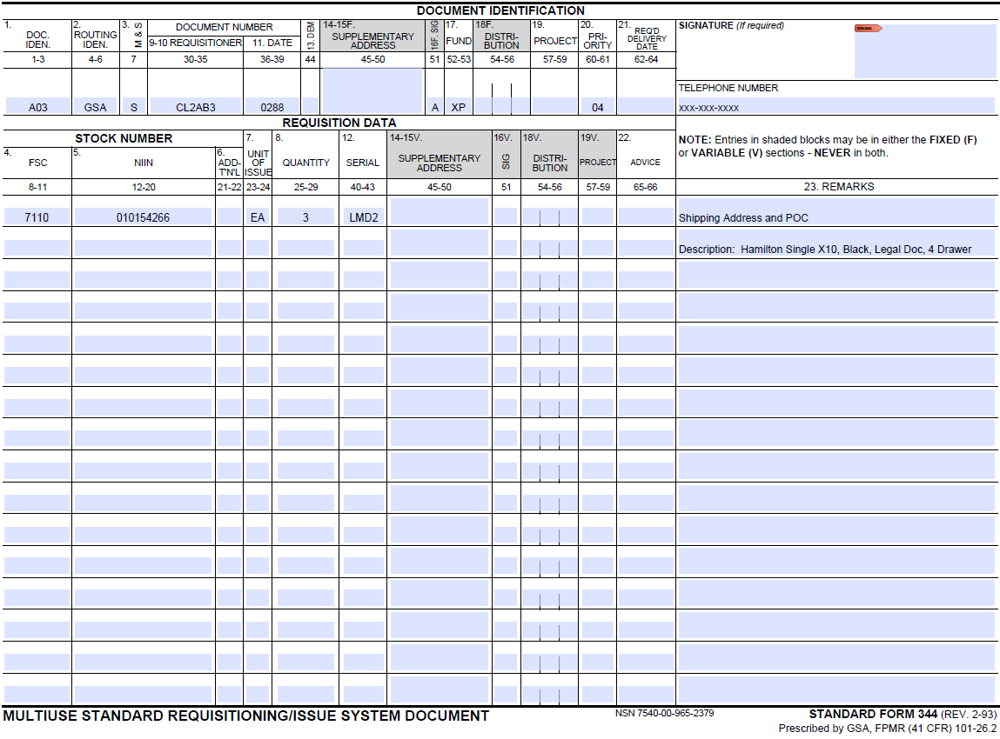 DOCUMENT IDENTIFICATION
1. DOC. IDEN.
2. ROUTING IDEN.
3. M & S
DOCUMENT NUMBER
9-10 REQUISITIONER
11. DATE
13. DEM
14-15F. SUPPLEMENTARY ADDRESS
16F. SIG
17. FUND
18F. DISTRI-BUTION
19. PROJECT
20. PRI-ORITY
21. REQ'D DELIVERY DATE
SIGNATURE (If required)
1-3 4-6 7 30-35 36-39 44 45-50 51 52-53 54-56 57-59 60-61 62-64
TELEPHONE NUMBER
A03 GSA S CL2AB3 0288 A XP 04 xxx-xxx-xxxx
REQUISITION DATA
STOCK NUMBER
4. FSC
5. NIIN
6. ADD-T'N'L
7. UNIT OF ISSUE
8. QUANTITY
12. SERIAL
14-15V. SUPPLEMENTARY ADDRESS
16V. SIG
18V. DISTRI-BUTION
19V. PROJECT
22. ADVICE
NOTE: Entries in shaded blocks may be in either the FIXED (F)
or VARIABLE (V) sections - NEVER in both.
8-11 12-20 21-22 23-24 25-29 40-43 45-50 51 54-56 57-59 65-66 23. REMARKS
7110 010154266 EA 3 LMD2 Shipping Address and POC
Description: Hamilton Single X10, Black, Legal Doc, 4 Drawer
MULTIUSE STANDARD REQUISITIONING/ISSUE SYSTEM DOCUMENT
NSN 7540-00-965-2379
STANDARD FORM 344 (REV. 2-93)
Prescribed by GSA, FPMR (41 CFR) 101-26.2